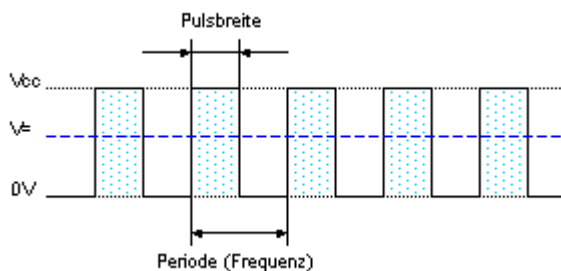 Pulsbreite
Vcc
V=
0V
Periode (Frequenz)